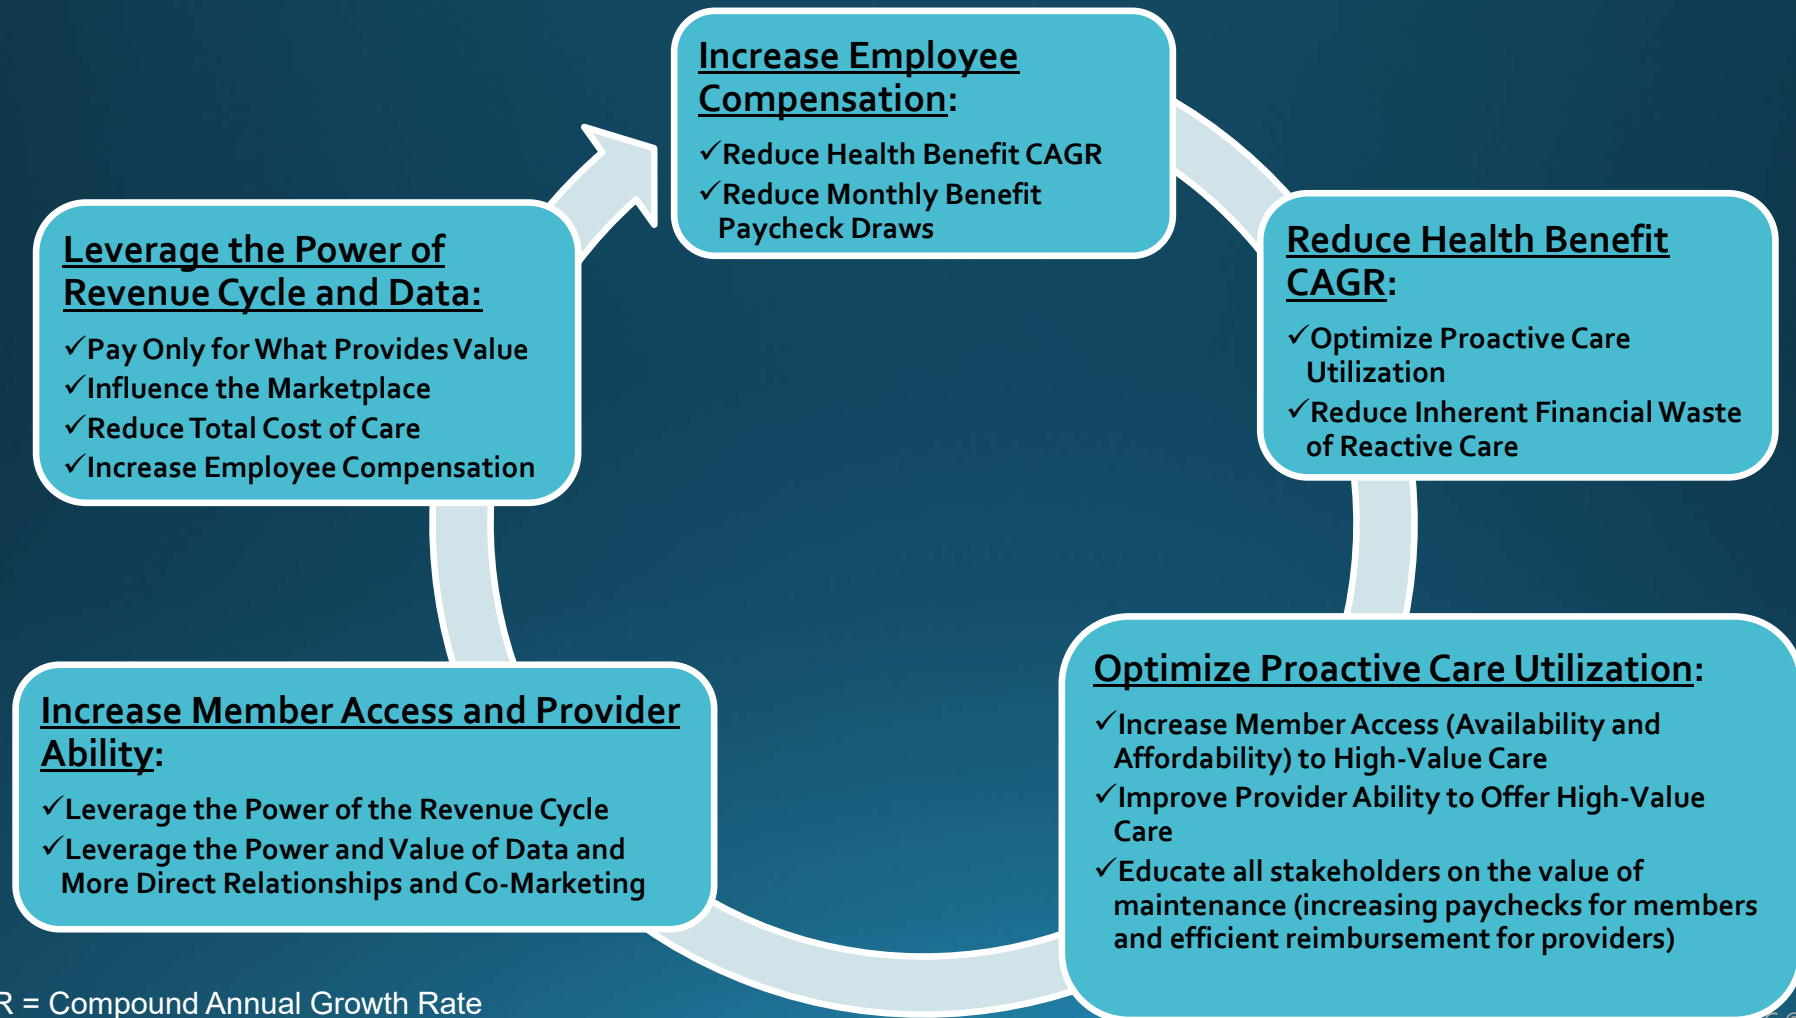 Increase Employee
Compensation:
✓Reduce Health Benefit CAGR
✓Reduce Monthly Benefit
Paycheck Draws
Reduce Health Benefit
CAGR:
✓Optimize Proactive Care
Utilization
✓Reduce Inherent Financial Waste
of Reactive Care
Optimize Proactive Care Utilization:
✓Increase Member Access (Availability and
Affordability) to High-Value Care
✓Improve Provider Ability to Offer High-Value
Care
✓Educate all stakeholders on the value of
maintenance (increasing paychecks for members
and efficient reimbursement for providers)
Increase Member Access and Provider
Ability:
✓Leverage the Power of the Revenue Cycle
✓Leverage the Power and Value of Data and
More Direct Relationships and Co-Marketing
Leverage the Power of
Revenue Cycle and Data:
✓Pay Only for What Provides Value
✓Influence the Marketplace
✓Reduce Total Cost of Care
✓Increase Employee Compensation
R = Compound Annual Growth Rate